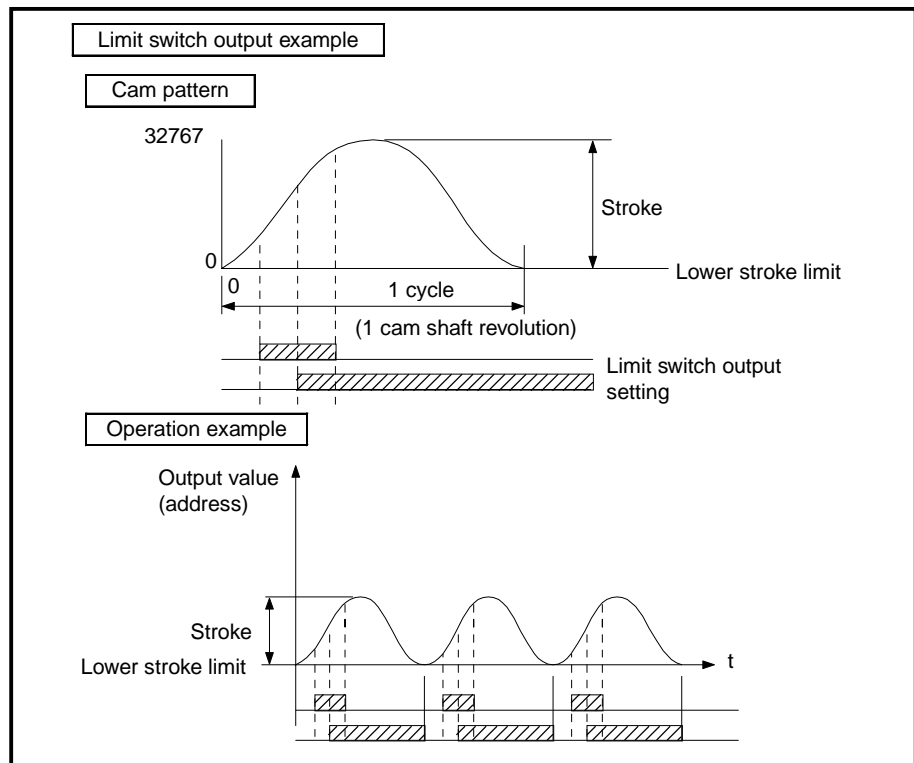 Limit switch output example
Cam pattern
32767
Stroke
0
0
Lower stroke limit
1 cycle
(1 cam shaft revolution)
Limit switch output
setting
Operation example
Output value
(address)
Stroke
Lower stroke limit
t